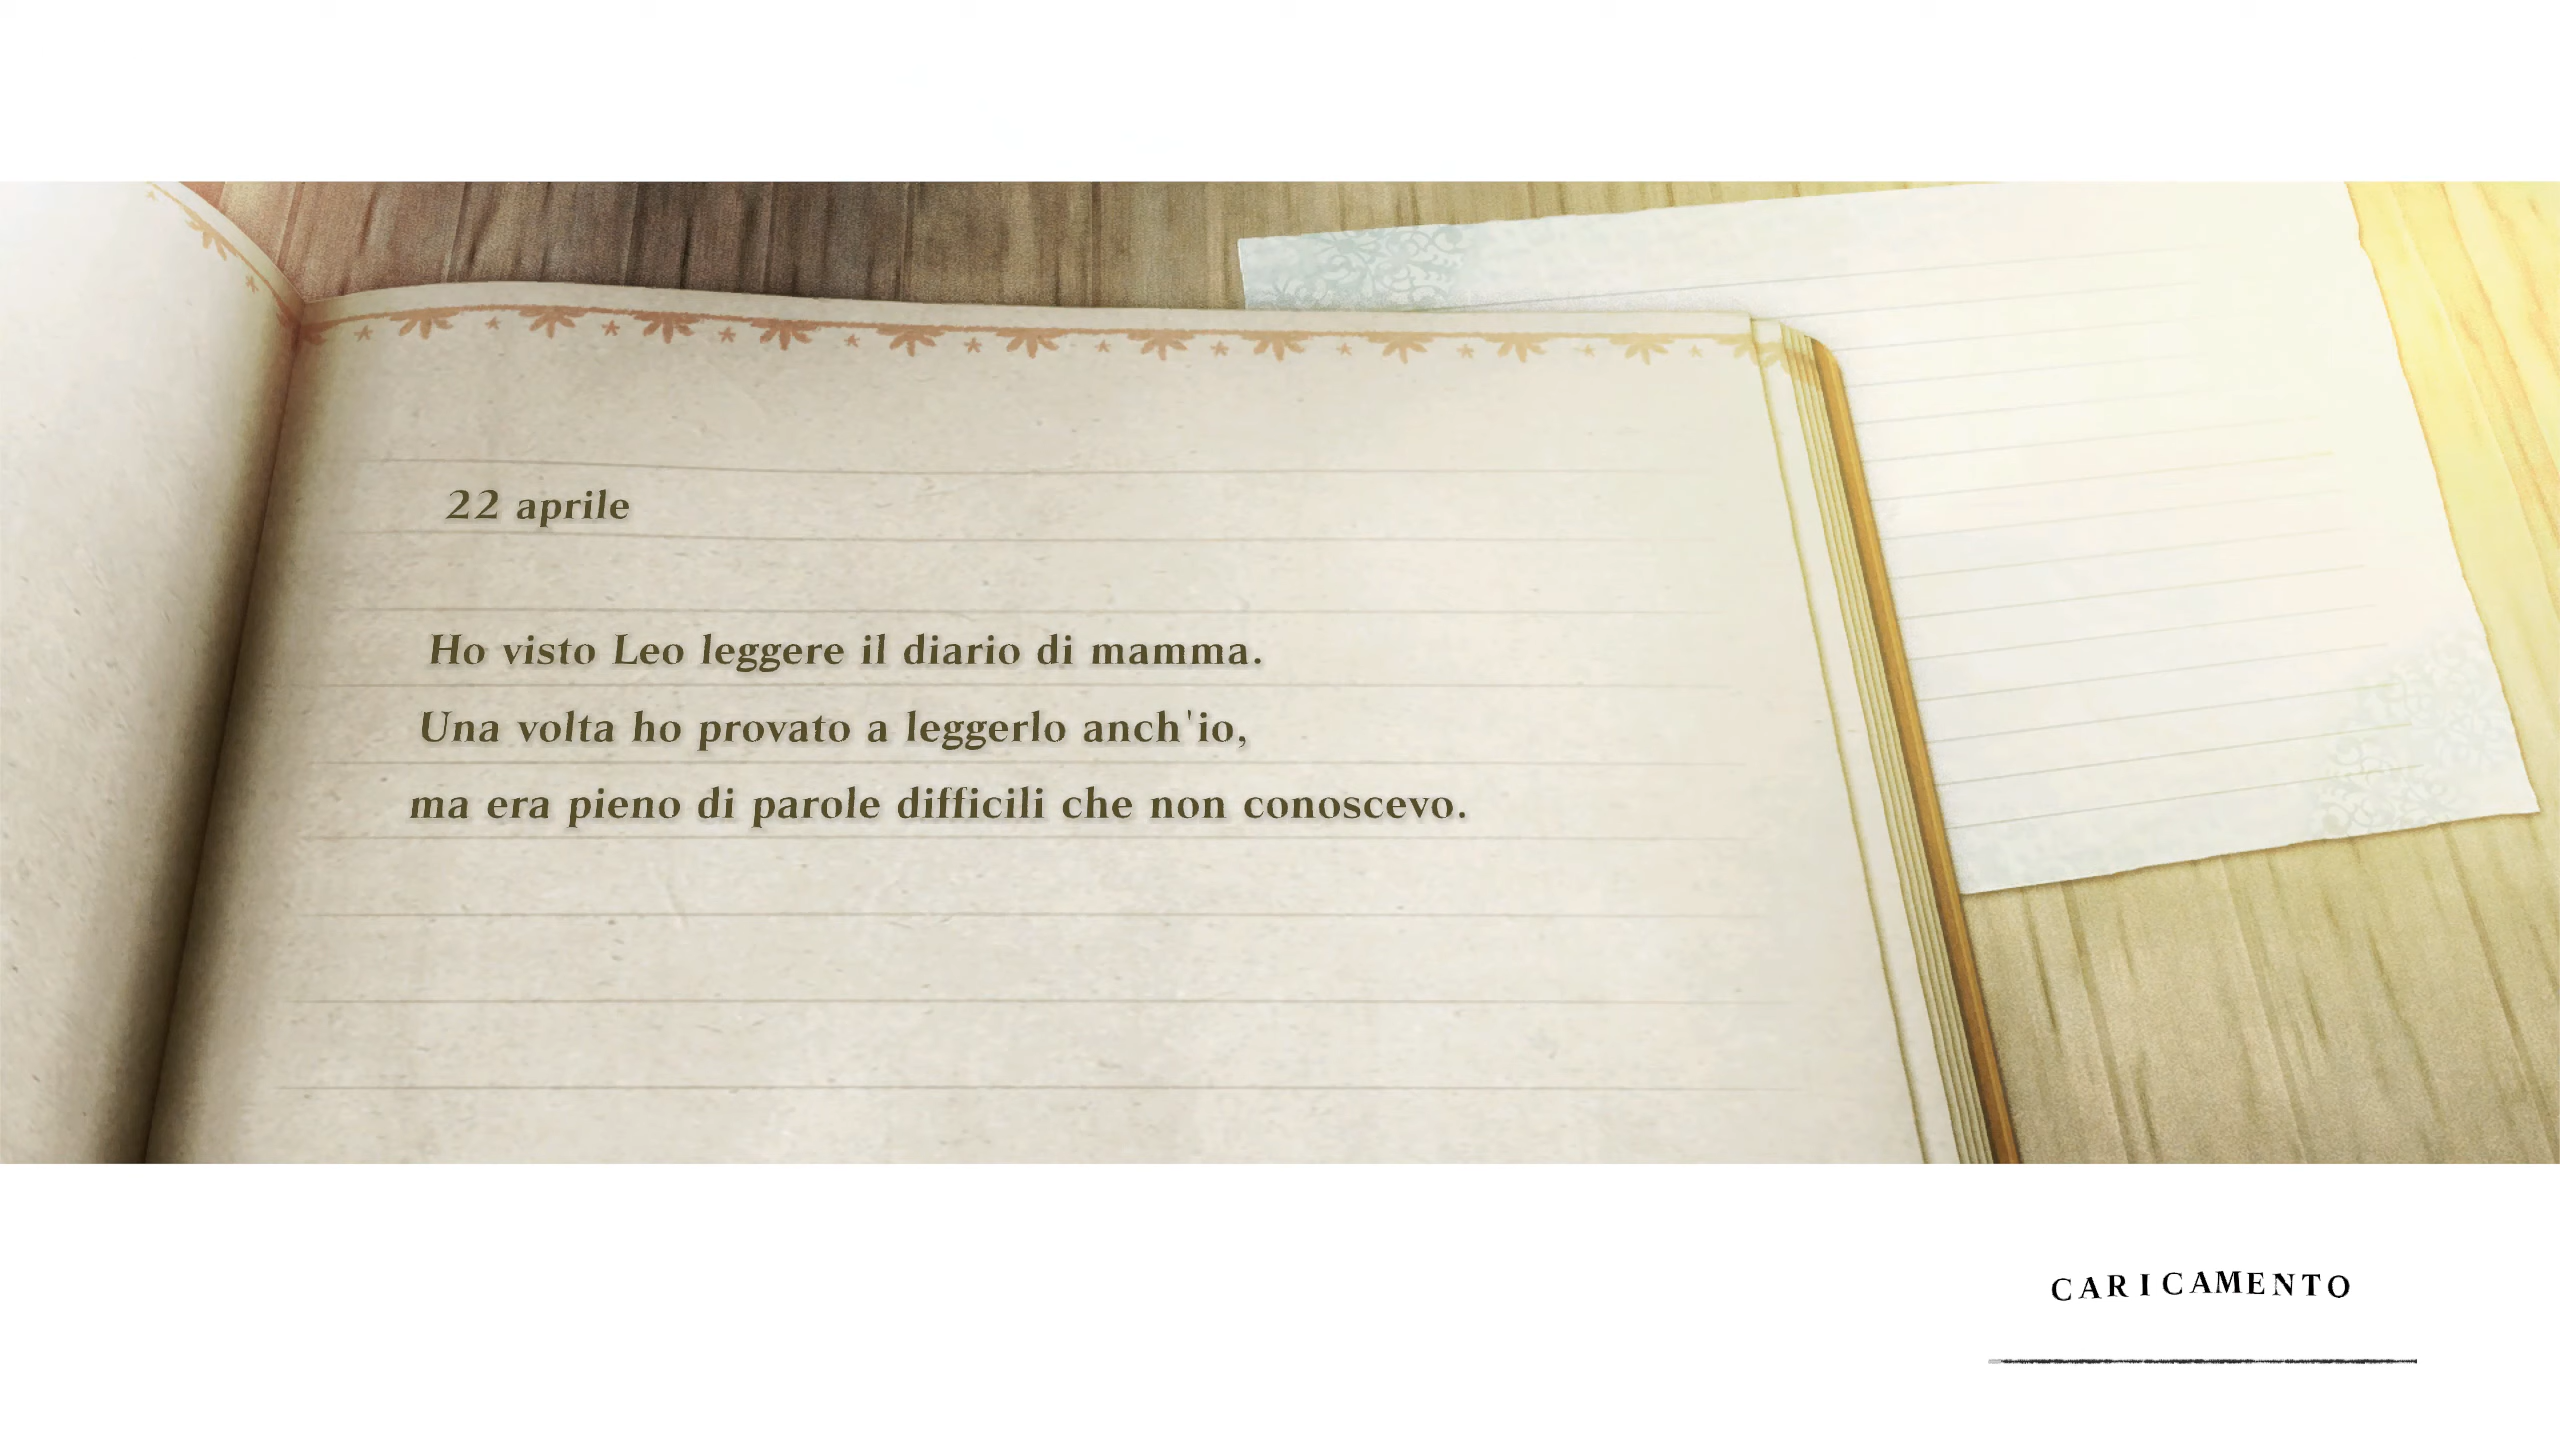 22 aprile
Ho visto Leo leggere il diario di mamma.
Una volta ho provato a leggerlo anch'io,
ma era pieno di parole difficili che non conoscevo.
CARICAMENTO